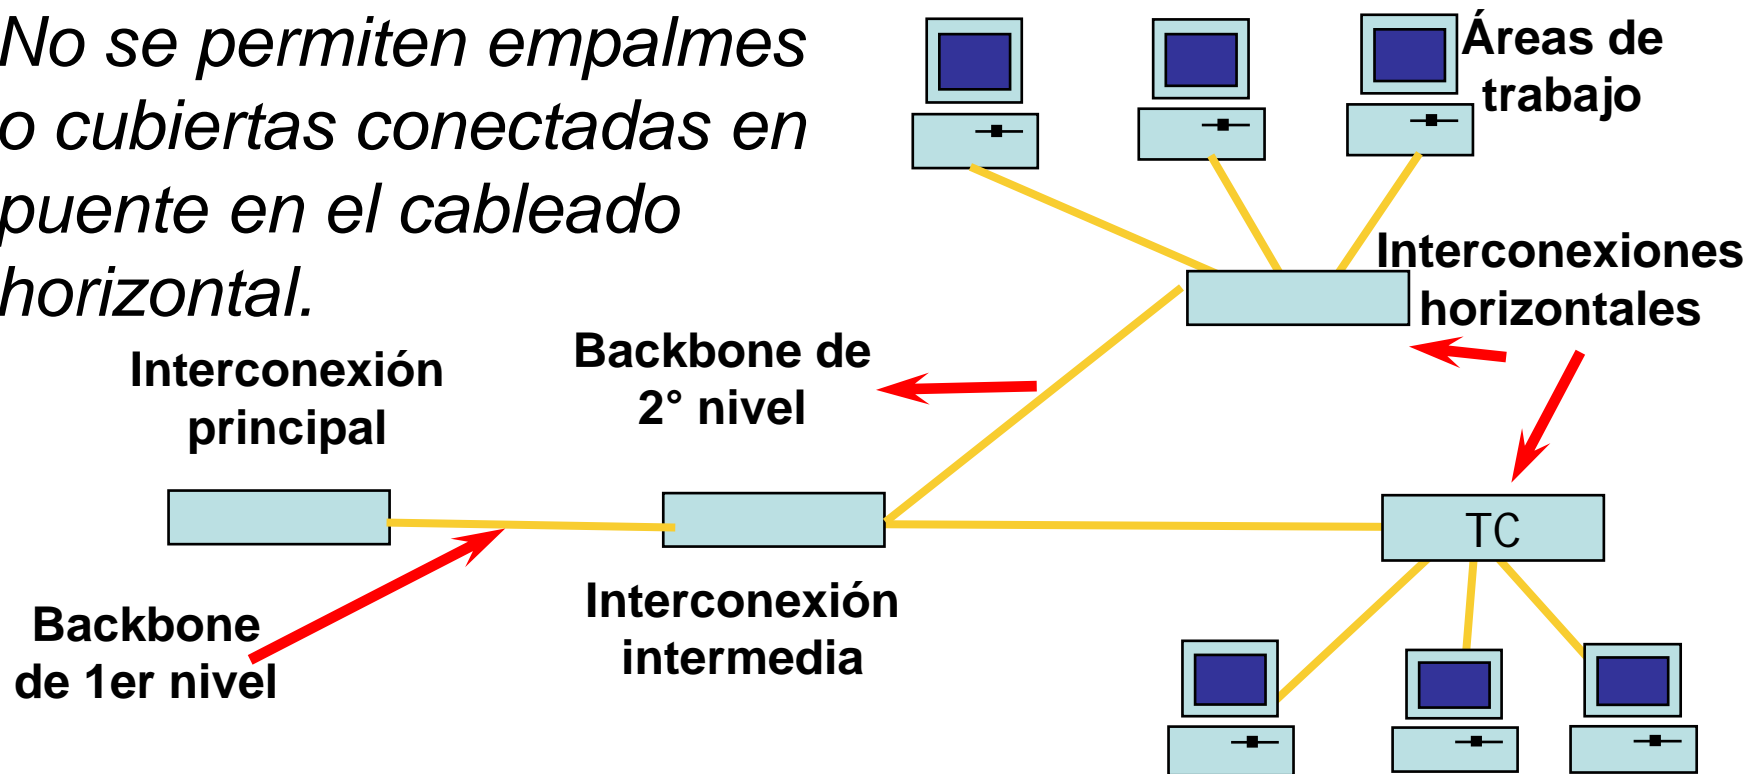 No se permiten empalmes
o cubiertas conectadas en
puente en el cableado
horizontal.
Áreas de
trabajo
Interconexiones
horizontales
Backbone de
2° nivel
Interconexión
principal
TC
Interconexión
intermedia
Backbone
de 1er nivel